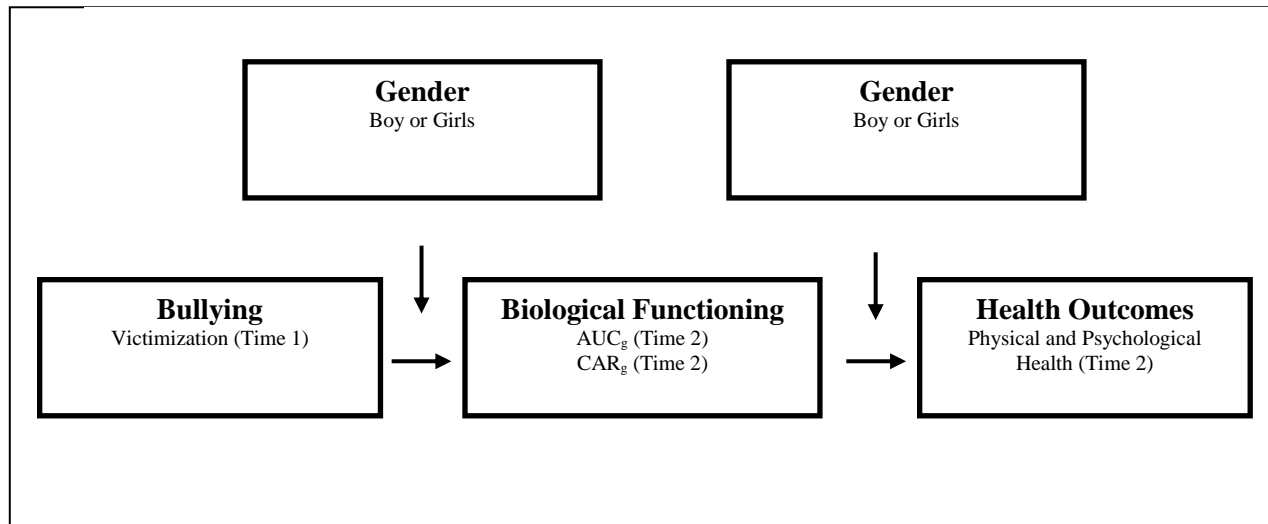 Gender
Boy or Girls
Gender
Boy or Girls
Bullying
Victimization (Time 1)
Biological Functioning
AUCg (Time 2)
CARg (Time 2)
Health Outcomes
Physical and Psychological
Health (Time 2)